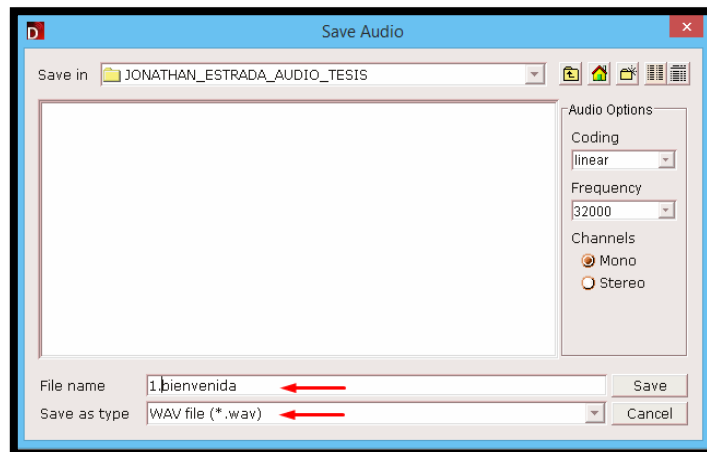 D
Save Audio
×
Save in JONATHAN_ESTRADA_AUDIO_TESIS
Audio Options
Coding
linear
Frequency
32000
Channels
Mono
Stereo
File name 1.bienvenida Save
Save as type WAV file (*.wav) Cancel